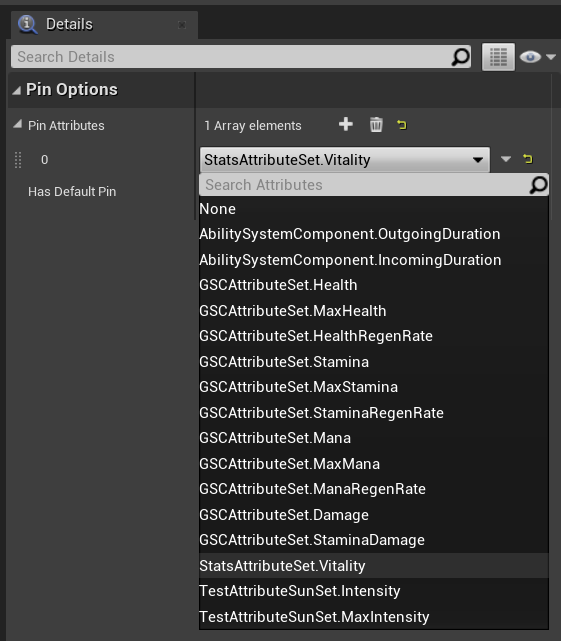 Details
Search Details
Pin Options
Pin Attributes
1 Array elements
0
StatsAttributeSet.Vitality
Has Default Pin
Search Attributes
None
AbilitySystemComponent.OutgoingDuration
AbilitySystemComponent.IncomingDuration
GSCAttributeSet.Health
GSCAttributeSet.MaxHealth
GSCAttributeSet.HealthRegenRate
GSCAttributeSet.Stamina
GSCAttributeSet.MaxStamina
GSCAttributeSet.StaminaRegenRate
GSCAttributeSet.Mana
GSCAttributeSet.MaxMana
GSCAttributeSet.ManaRegenRate
GSCAttributeSet.Damage
GSCAttributeSet.StaminaDamage
StatsAttributeSet.Vitality
TestAttributeSunSet.Intensity
TestAttributeSunSet.MaxIntensity